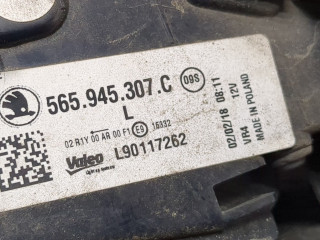 565.945.307.C
09S
L
02 R1Y 00 AR 00 F1 E9 16332
Valeo L90117262
02/02/18 08:11
12V
VR4
MADE IN POLAND